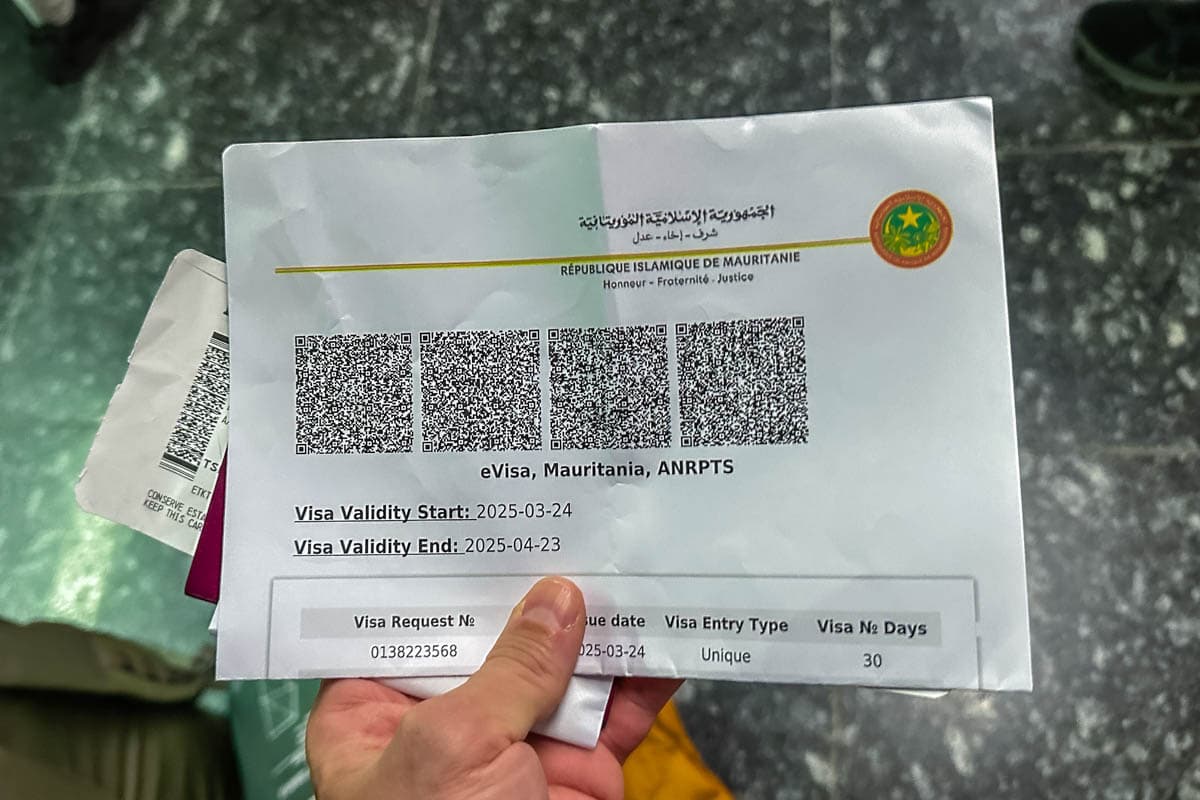 الجمهورية الإسلامية الموريتانية
شرف - إخاء - عدل
RÉPUBLIQUE ISLAMIQUE DE MAURITANIE
Honneur - Fraternité - Justice
eVisa, Mauritania, ANRPTS
Visa Validity Start: 2025-03-24
Visa Validity End: 2025-04-23
Visa Request № sue date Visa Entry Type Visa № Days
0138223568 025-03-24 Unique 30
TS
ETKT
CONSERVE ESTA
KEEP THIS CAR